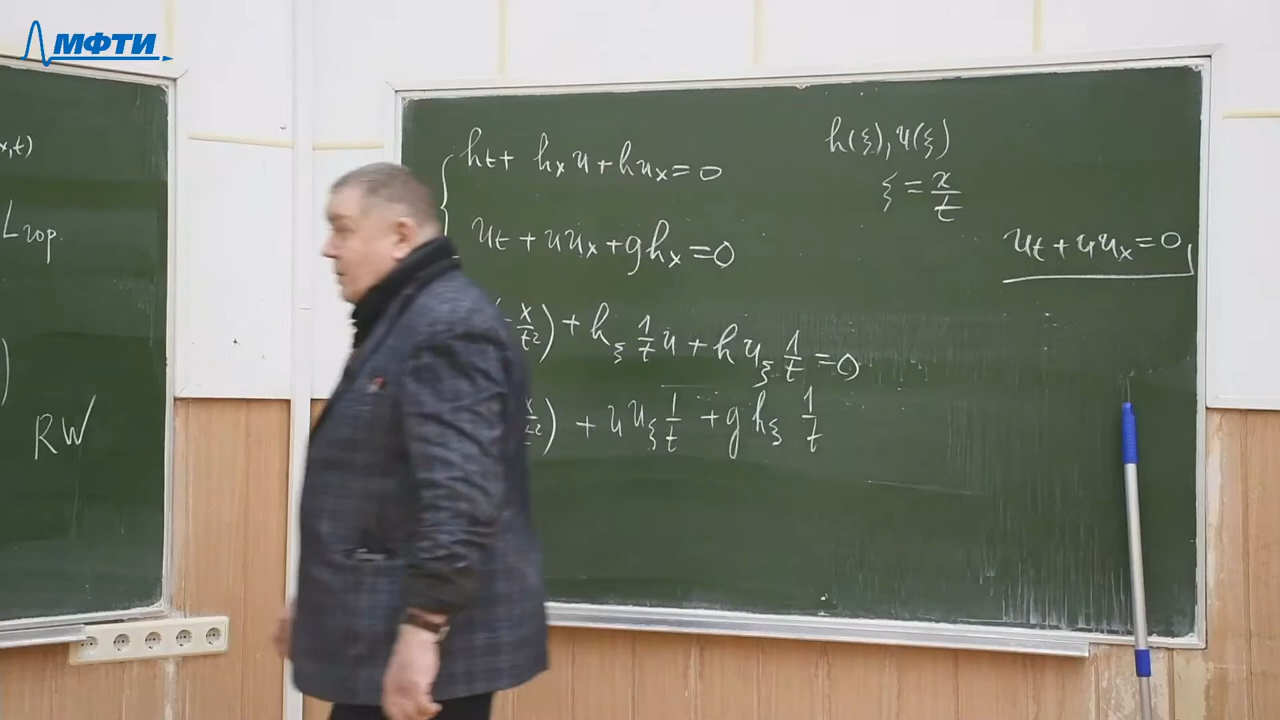 МФТИ
x,t)
Lгор.
)
RW
h_t + h_x u + h u_x = 0
u_t + u u_x + g h_x = 0
h(ξ), u(ξ)
ξ = x/t
u_t + u u_x = 0
x/t²) + h_ξ 1/t u + h u_ξ 1/t = 0
x/t²) + u u_ξ 1/t + g h_ξ 1/t